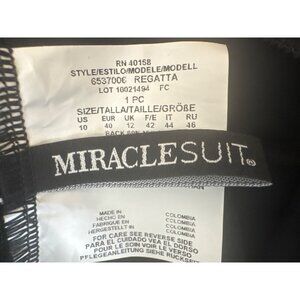 RN 40158
STYLE/ESTILO/MODELE/MODELL
6537006 REGATTA
LOT 10021494 FC
1 PC
SIZE/TALLA/TAILLE/GRÖßE
US EUR UK F/E IT RU
10 40 12 42 44 46
MIRACLESUIT®
MADE IN COLOMBIA
HECHO EN COLOMBIA
FABRIQUE EN COLOMBIE
HERGESTELLT IN COLOMBIA
FOR CARE SEE REVERSE SIDE
PARA EL CUIDADO VEA EL DORSO
POUR LE SOIN VOIR LE DOS
PFLEGEANLEITUNG SIEHE RUCKSEIT